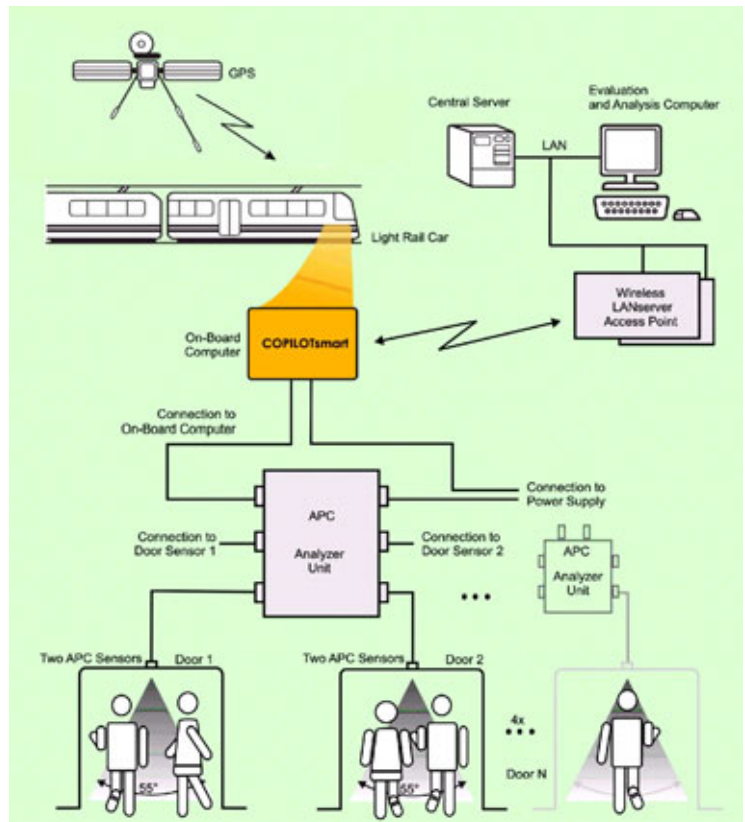 GPS
Central Server
Evaluation
and Analysis Computer
LAN
Light Rail Car
Wireless
LANserver
Access Point
On-Board
Computer
COPILOTsmart
Connection to
On-Board Computer
Connection to
Power Supply
APC
Analyzer
Unit
Connection to
Door Sensor 1
Connection to
Door Sensor 2
APC
Analyzer
Unit
Two APC Sensors
Door 1
Two APC Sensors
Door 2
4x
Door N
55°
55°